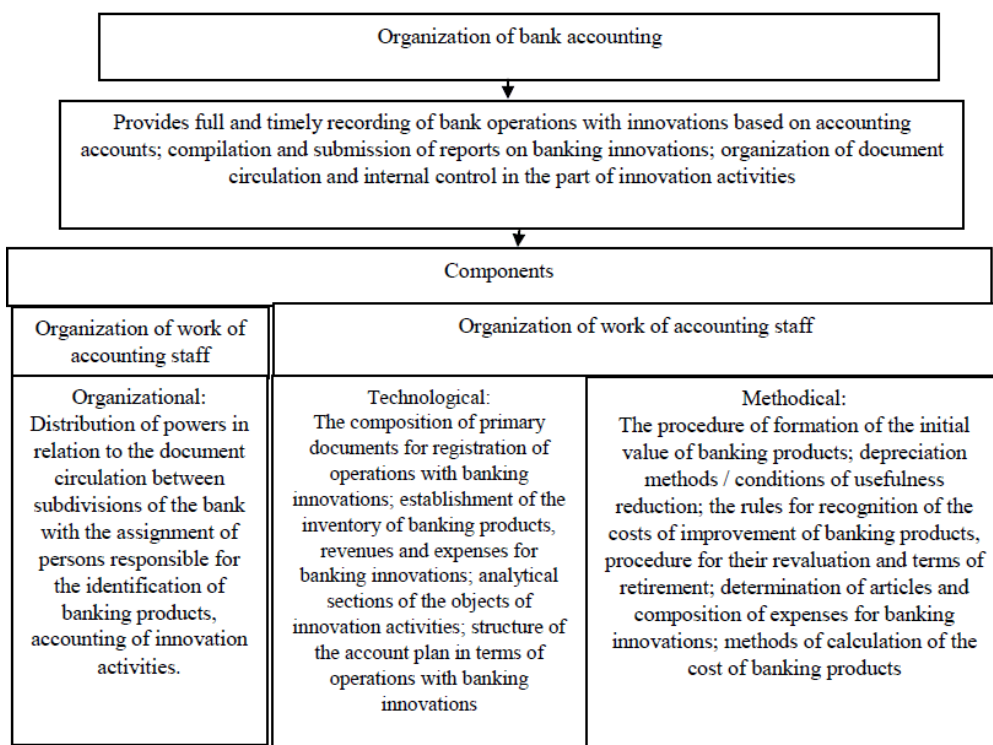 Organization of bank accounting
Provides full and timely recording of bank operations with innovations based on accounting
accounts; compilation and submission of reports on banking innovations; organization of document
circulation and internal control in the part of innovation activities
Components
Organization of work of
accounting staff
Organization of work of accounting staff
Organizational:
Distribution of powers in
relation to the document
circulation between
subdivisions of the bank
with the assignment of
persons responsible for
the identification of
banking products,
accounting of innovation
activities.
Technological:
The composition of primary
documents for registration of
operations with banking
innovations; establishment of the
inventory of banking products,
revenues and expenses for
banking innovations; analytical
sections of the objects of
innovation activities; structure of
the account plan in terms of
operations with banking
innovations
Methodical:
The procedure of formation of the initial
value of banking products; depreciation
methods / conditions of usefulness
reduction; the rules for recognition of the
costs of improvement of banking products,
procedure for their revaluation and terms of
retirement; determination of articles and
composition of expenses for banking
innovations; methods of calculation of the
cost of banking products